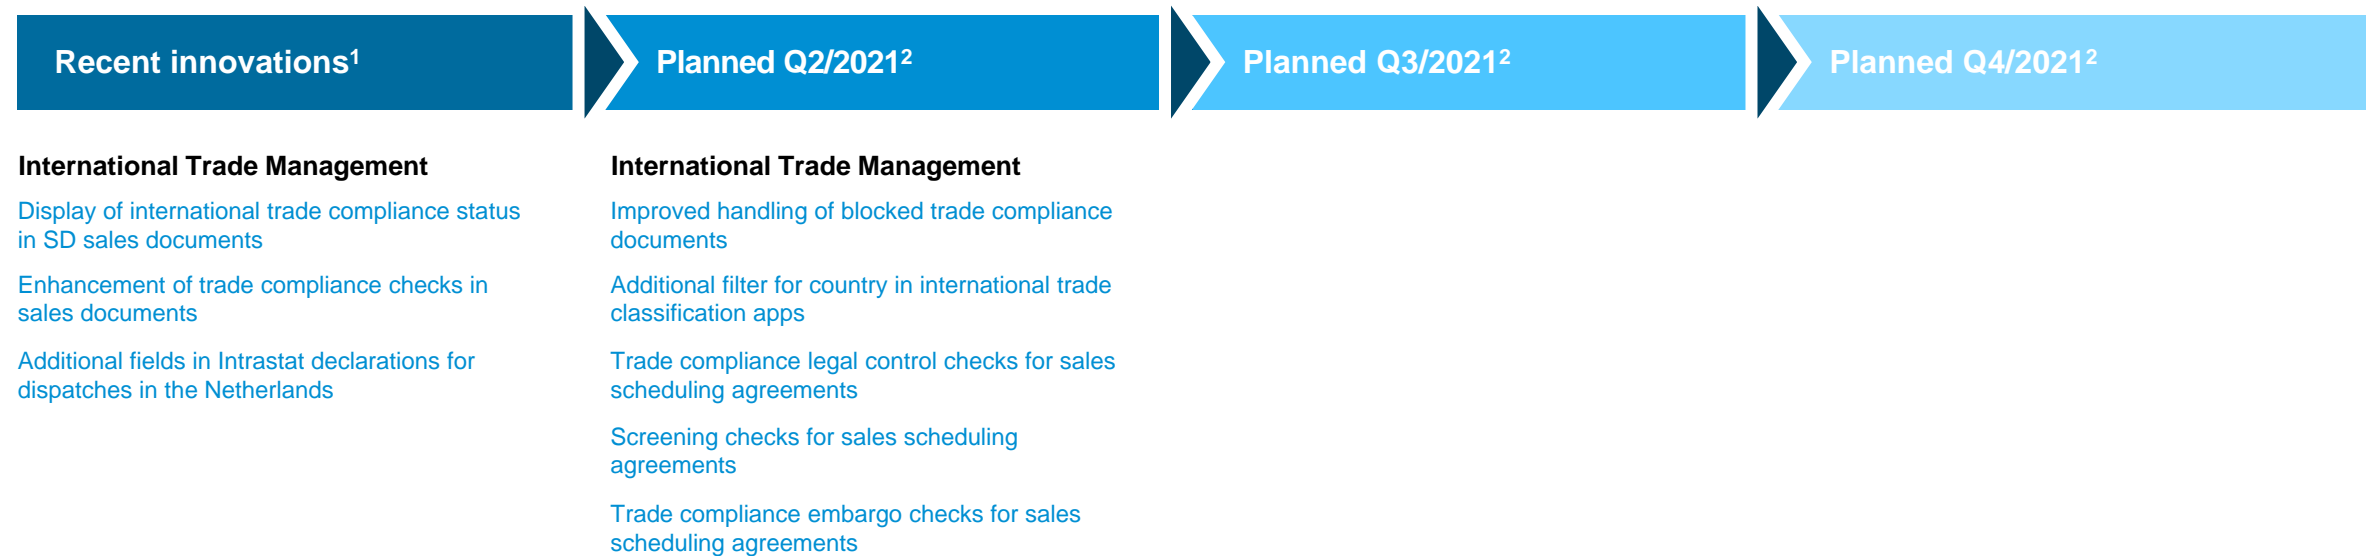 Recent innovations¹
Planned Q2/2021²
Planned Q3/2021²
Planned Q4/2021²
International Trade Management
Display of international trade compliance status
in SD sales documents
Enhancement of trade compliance checks in
sales documents
Additional fields in Intrastat declarations for
dispatches in the Netherlands
International Trade Management
Improved handling of blocked trade compliance
documents
Additional filter for country in international trade
classification apps
Trade compliance legal control checks for sales
scheduling agreements
Screening checks for sales scheduling
agreements
Trade compliance embargo checks for sales
scheduling agreements